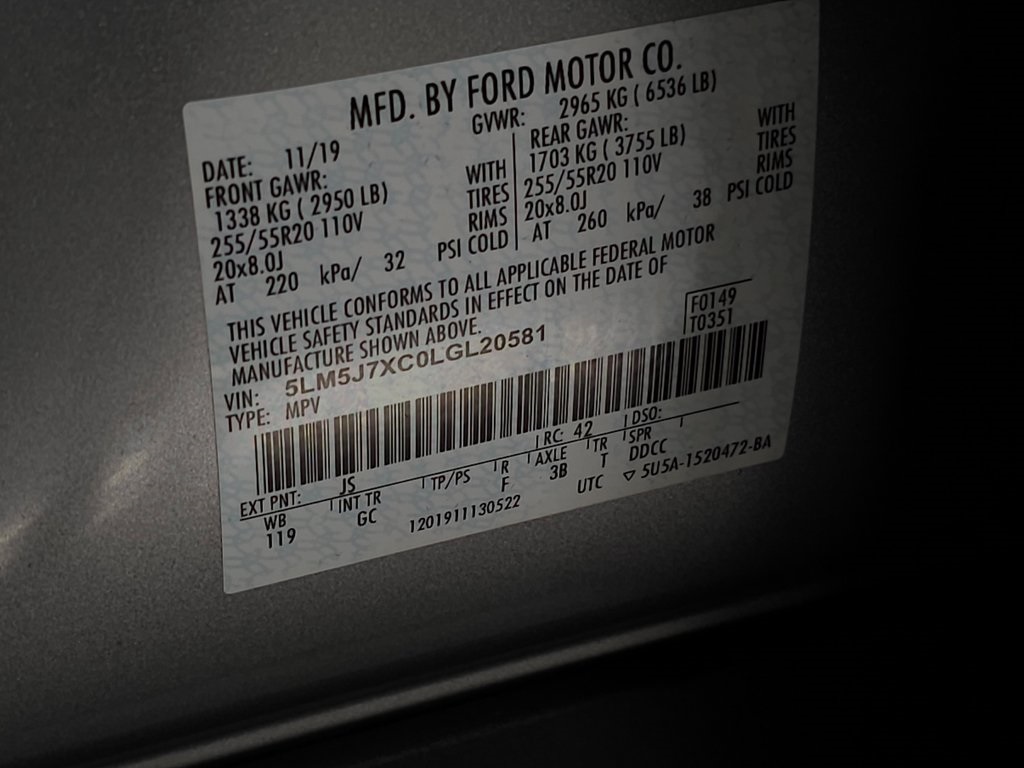 MFD. BY FORD MOTOR CO.
DATE: 11/19 GVWR: 2965 KG ( 6536 LB)
FRONT GAWR: REAR GAWR:
1338 KG ( 2950 LB) WITH 1703 KG ( 3755 LB) WITH
255/55R20 110V TIRES 255/55R20 110V TIRES
20x8.0J RIMS 20x8.0J RIMS
AT 220 kPa/ 32 PSI COLD AT 260 kPa/ 38 PSI COLD
THIS VEHICLE CONFORMS TO ALL APPLICABLE FEDERAL MOTOR
VEHICLE SAFETY STANDARDS IN EFFECT ON THE DATE OF
MANUFACTURE SHOWN ABOVE.
VIN: 5LM5J7XC0LGL20581 F0149
TYPE: MPV T0351
EXT PNT: JS RC: 42 DSO:
WB INT TR TP/PS R AXLE TR SPR
119 GC F 3B T DDCC
1201911130522 UTC ▽ 5U5A-1520472-BA